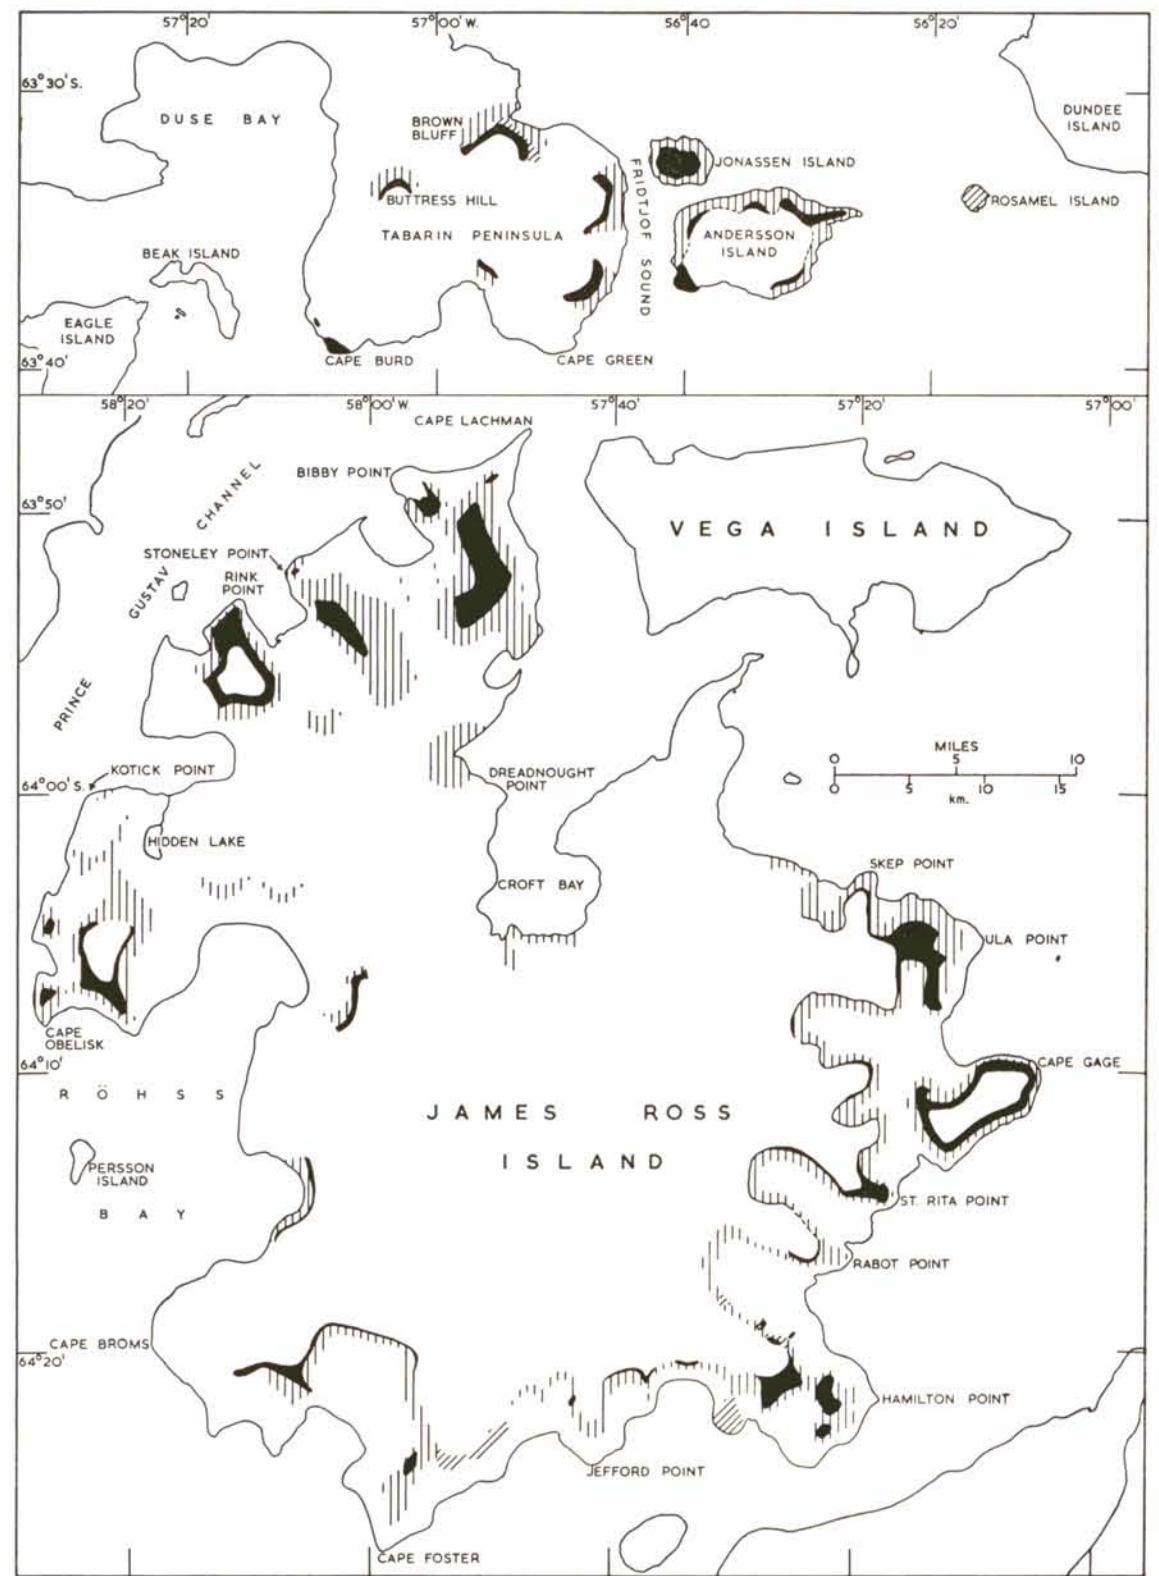 57°20'
57°00'W.
56°40
56°20'
63°30'S.
DUSE BAY
BROWN
BLUFF
DUNDEE
ISLAND
JONASSEN ISLAND
BUTTRESS HILL
FRIDTJOF SOUND
ROSAMEL ISLAND
TABARIN PENINSULA
ANDERSSON
ISLAND
BEAK ISLAND
EAGLE
ISLAND
63°40'
CAPE BURD
CAPE GREEN
58°20'
58°00'W.
57°40'
57°20'
57°00'
CAPE LACHMAN
BIBBY POINT
63°50'
PRINCE GUSTAV CHANNEL
VEGA ISLAND
STONELEY POINT
RINK
POINT
MILES
0 5 10
0 5 10 15
km.
KOTICK POINT
DREADNOUGHT
POINT
64°00'S.
HIDDEN LAKE
SKEP POINT
CROFT BAY
ULA POINT
CAPE
OBELISK
64°10'
CAPE GAGE
RÖHSS
BAY
JAMES ROSS
ISLAND
PERSSON
ISLAND
ST. RITA POINT
RABOT POINT
CAPE BROMS
64°20'
HAMILTON POINT
JEFFORD POINT
CAPE FOSTER